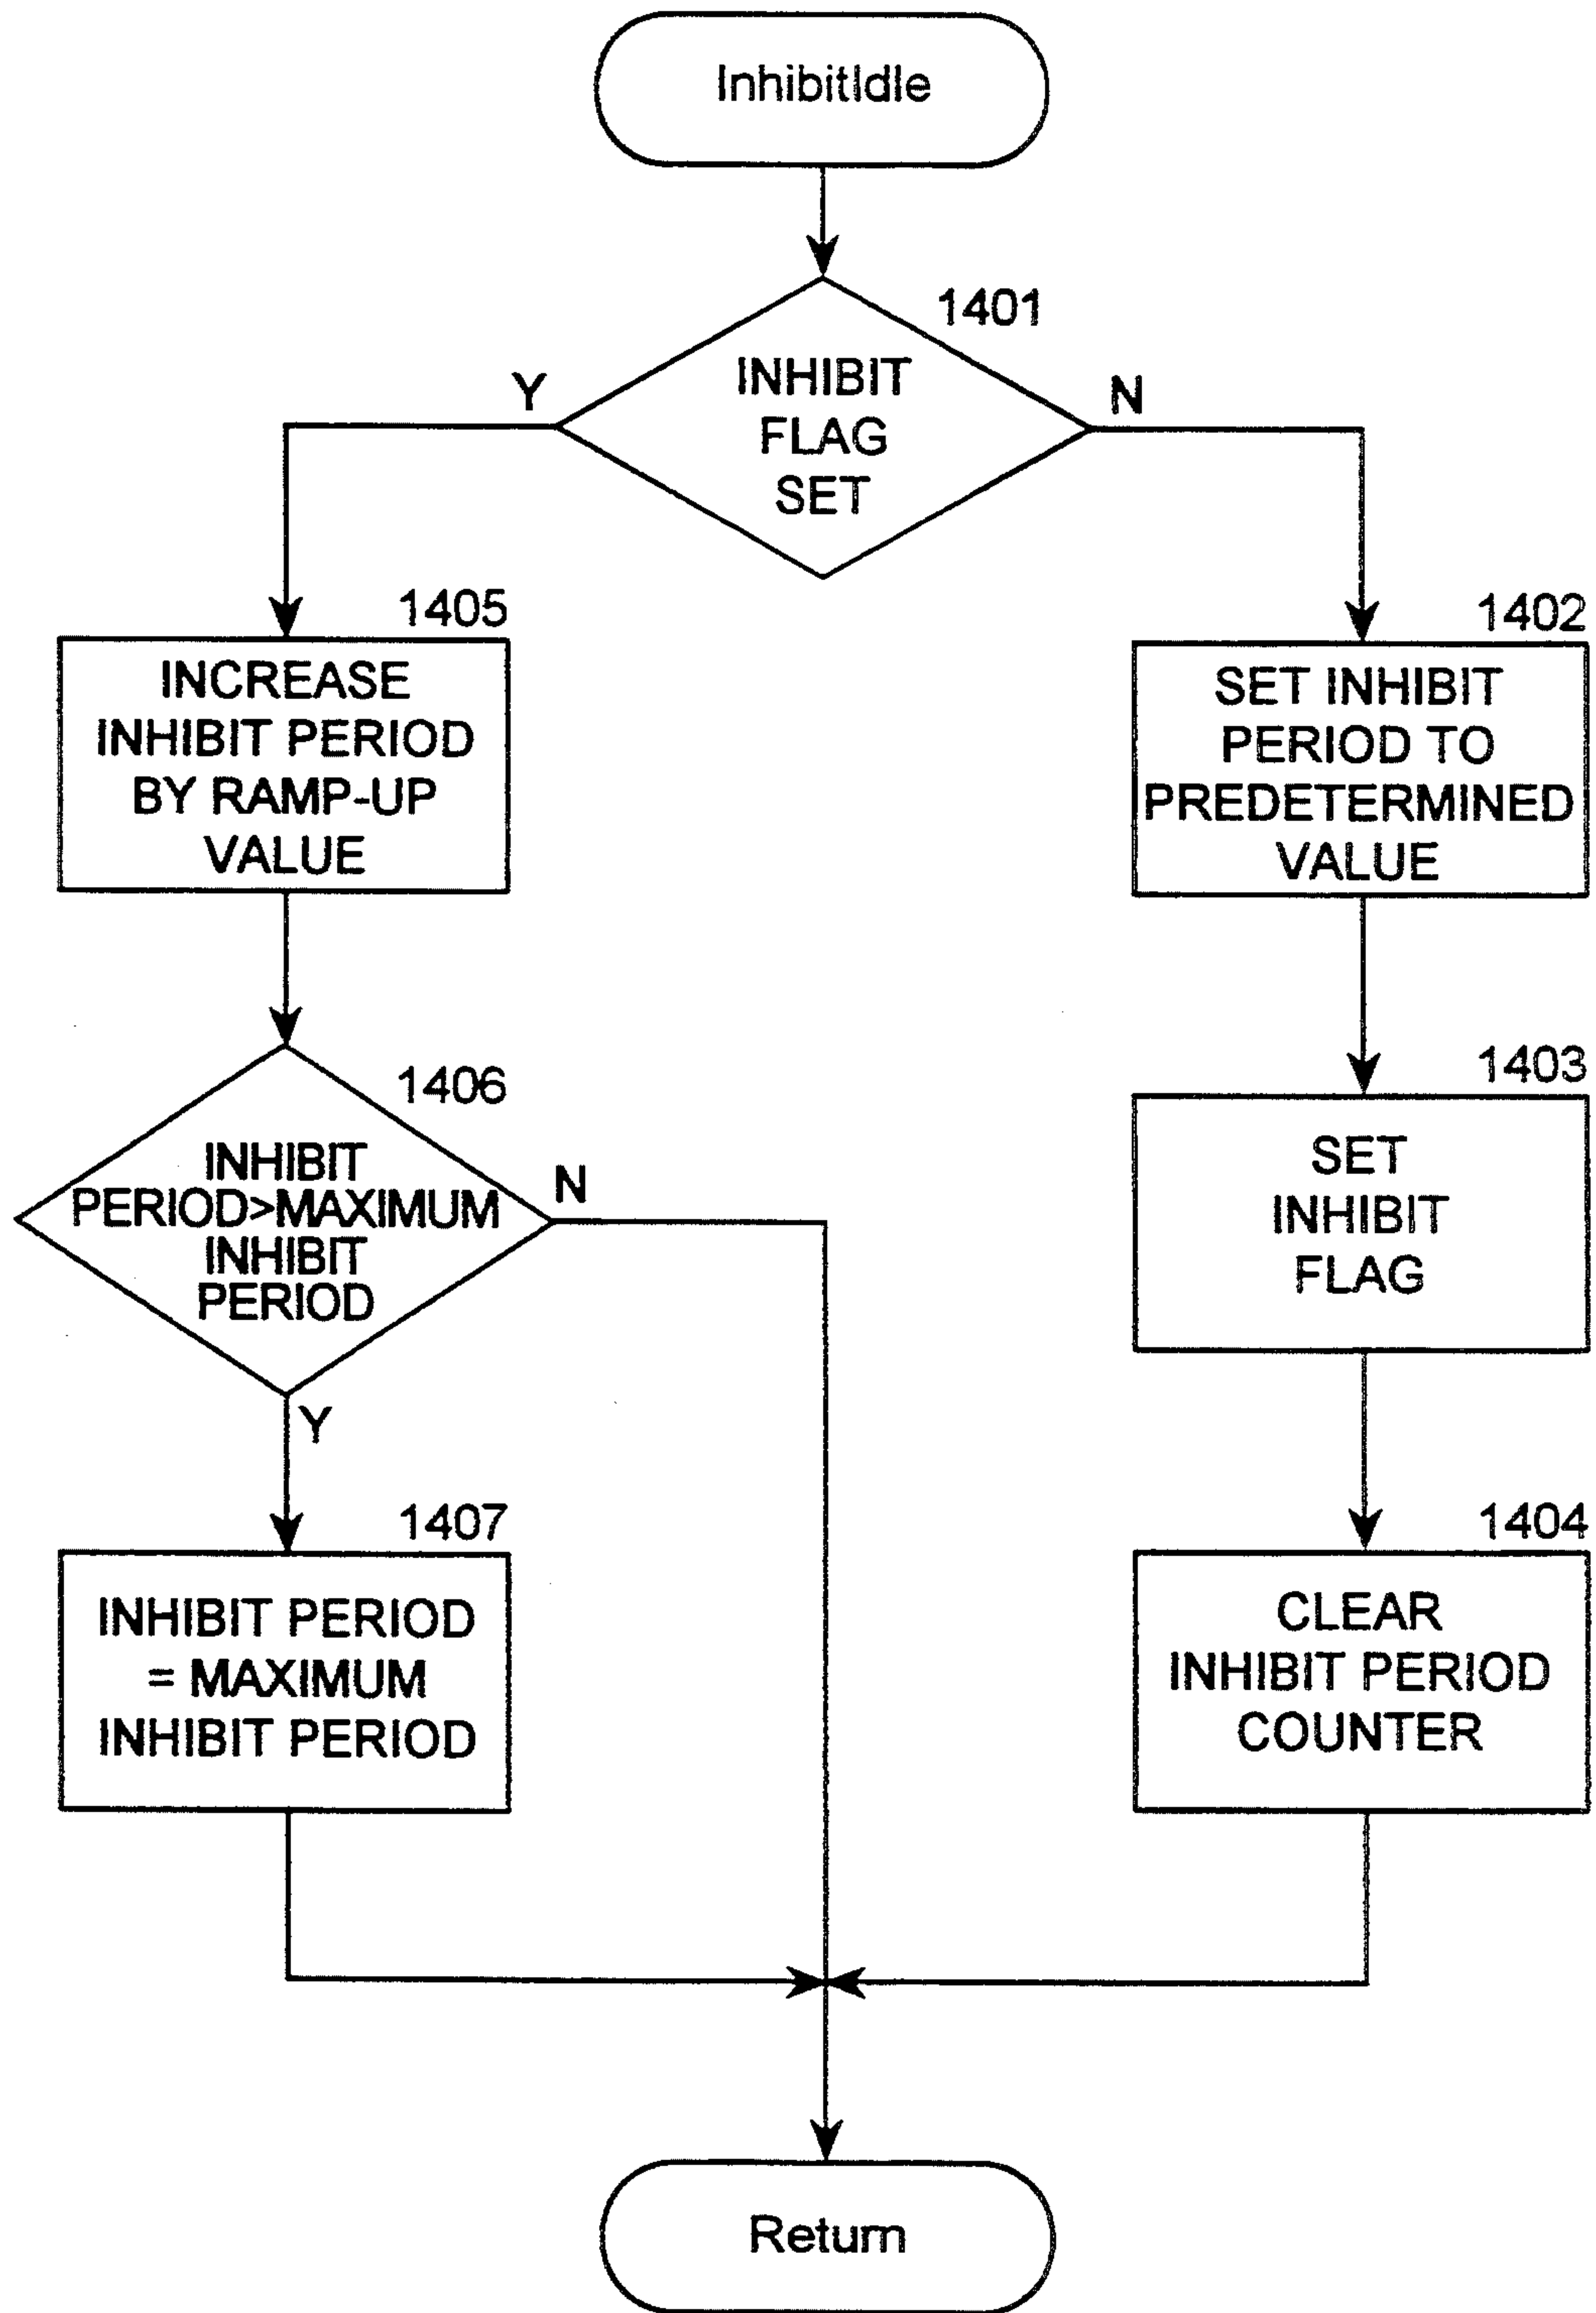 InhibitIdle
1401
INHIBIT
FLAG
SET
Y
N
1405
INCREASE
INHIBIT PERIOD
BY RAMP-UP
VALUE
1402
SET INHIBIT
PERIOD TO
PREDETERMINED
VALUE
1406
INHIBIT
PERIOD>MAXIMUM
INHIBIT
PERIOD
N
Y
1403
SET
INHIBIT
FLAG
1407
INHIBIT PERIOD
= MAXIMUM
INHIBIT PERIOD
1404
CLEAR
INHIBIT PERIOD
COUNTER
Return